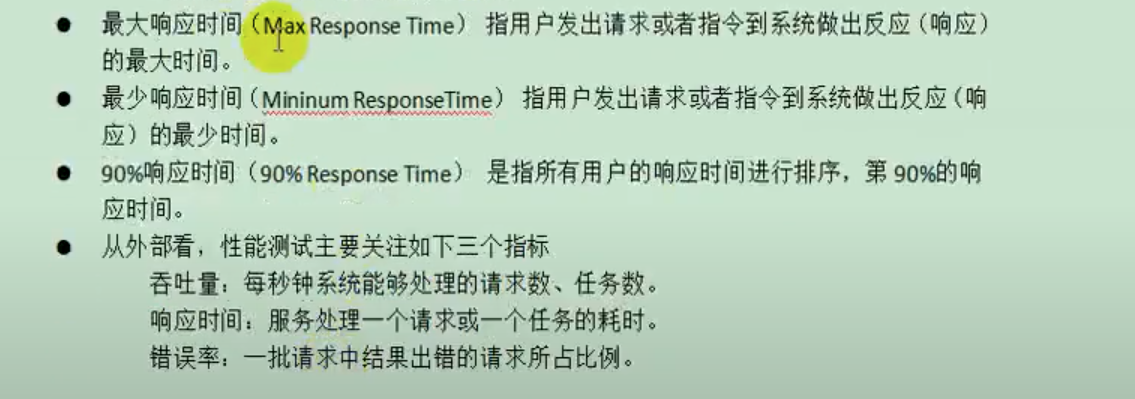 ● 最大响应时间（Max Response Time） 指用户发出请求或者指令到系统做出反应（响应）
的最大时间。
● 最少响应时间（Mininum ResponseTime） 指用户发出请求或者指令到系统做出反应（响
应）的最少时间。
● 90%响应时间（90% Response Time） 是指所有用户的响应时间进行排序，第 90%的响
应时间。
● 从外部看，性能测试主要关注如下三个指标
吞吐量：每秒钟系统能够处理的请求数、任务数。
响应时间：服务处理一个请求或一个任务的耗时。
错误率：一批请求中结果出错的请求所占比例。